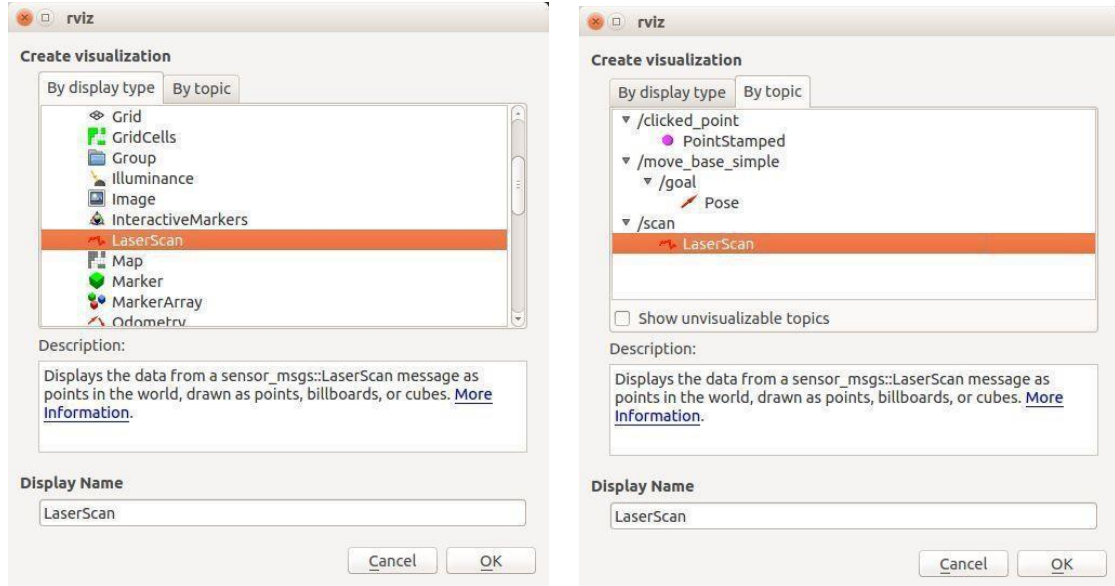 rviz
Create visualization
By display type By topic
Grid
GridCells
Group
Illuminance
Image
InteractiveMarkers
LaserScan
Map
Marker
MarkerArray
Odometry
Description:
Displays the data from a sensor_msgs::LaserScan message as
points in the world, drawn as points, billboards, or cubes. More
Information.
Display Name
LaserScan
Cancel OK
rviz
Create visualization
By display type By topic
/clicked_point
PointStamped
/move_base_simple
/goal
Pose
/scan
LaserScan
Show unvisualizable topics
Description:
Displays the data from a sensor_msgs::LaserScan message as
points in the world, drawn as points, billboards, or cubes. More
Information.
Display Name
LaserScan
Cancel OK